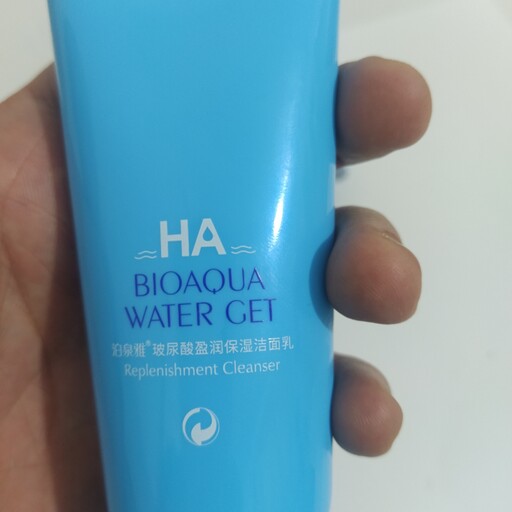 HA
BIOAQUA
WATER GET
泊泉雅®玻尿酸盈润保湿洁面乳
Replenishment Cleanser